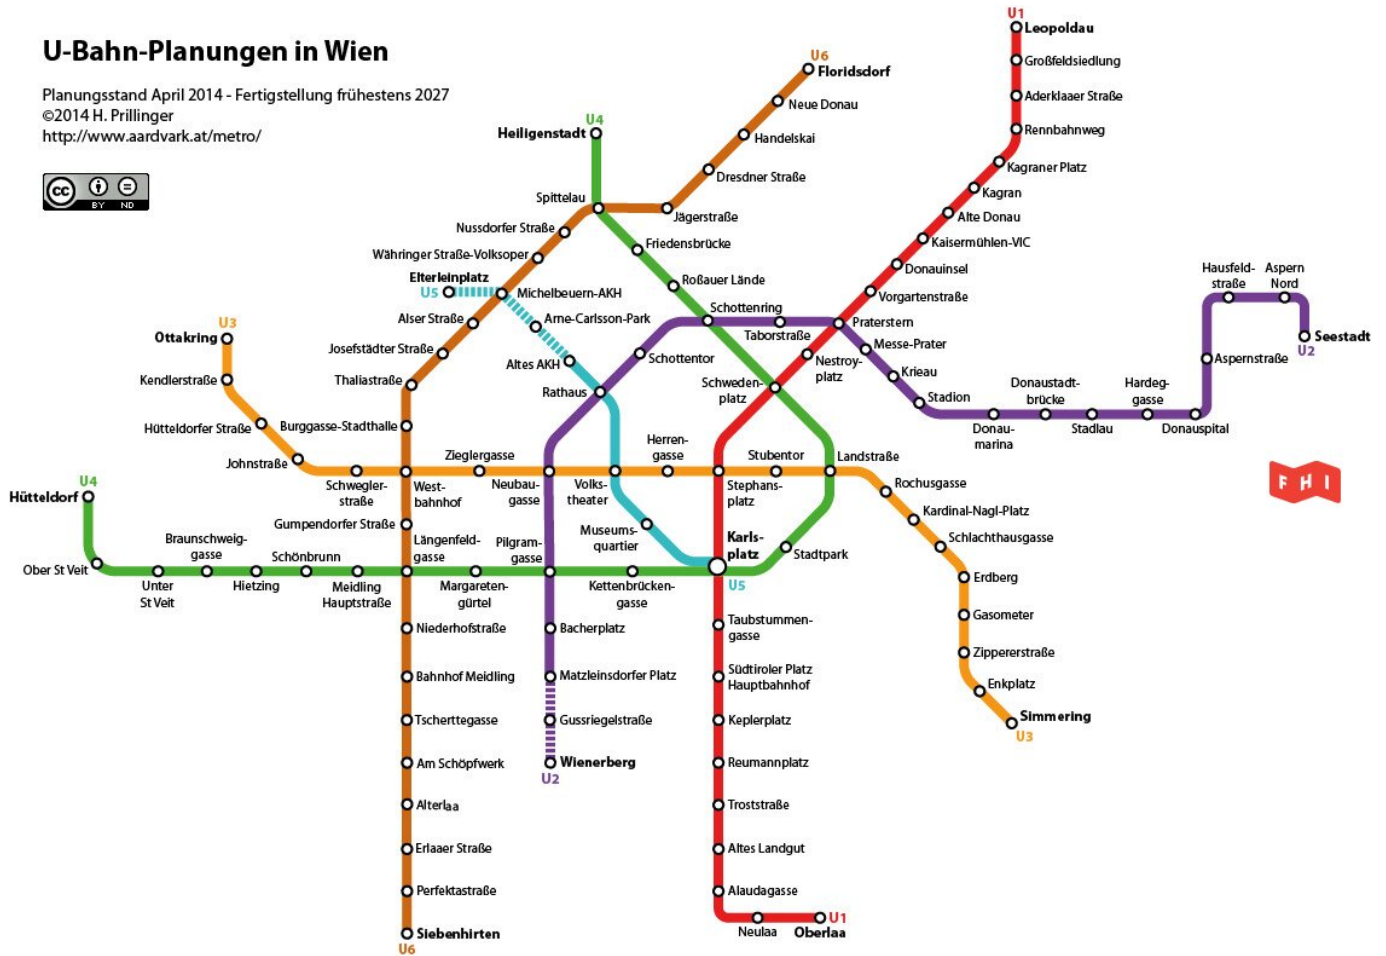 U-Bahn-Planungen in Wien
Planungsstand April 2014 - Fertigstellung frühestens 2027
©2014 H. Prillinger
http://www.aardvark.at/metro/
cc
BY ND
U1
Leopoldau
Großfeldsiedlung
Aderklaaer Straße
Rennbahnweg
Kagraner Platz
Kagran
Alte Donau
Kaisermühlen-VIC
Donauinsel
Vorgartenstraße
Praterstern
Nestroy-
platz
U6
Floridsdorf
Neue Donau
Handelskai
Dresdner Straße
Jägerstraße
U4
Heiligenstadt
Spittelau
Friedensbrücke
Roßauer Lände
Schottenring
Taborstraße
Schweden-
platz
Nussdorfer Straße
Währinger Straße-Volksoper
Elterleinplatz
U5
Michelbeuern-AKH
Arne-Carlsson-Park
Altes AKH
Rathaus
Schottentor
Alser Straße
Josefstädter Straße
Thaliastraße
Burggasse-Stadthalle
Messe-Prater
Krieau
Stadion
Donau-
marina
Donaustadt-
brücke
Stadlau
Hardeg-
gasse
Donauspital
Aspernstraße
Hausfeld-
straße
Aspern
Nord
Seestadt
U2
U3
Ottakring
Kendlerstraße
Hütteldorfer Straße
Johnstraße
Schwegler-
straße
West-
bahnhof
Zieglergasse
Neubau-
gasse
Volks-
theater
Herren-
gasse
Stephans-
platz
Stubentor
Landstraße
Rochusgasse
Kardinal-Nagl-Platz
Schlachthausgasse
Erdberg
Gasometer
Zippererstraße
Enkplatz
Simmering
U3
FHI
U4
Hütteldorf
Ober St Veit
Unter
St Veit
Braunschweig-
gasse
Hietzing
Schönbrunn
Meidling
Hauptstraße
Gumpendorfer Straße
Längenfeld-
gasse
Margareten-
gürtel
Pilgram-
gasse
Kettenbrücken-
gasse
Museums-
quartier
Karls-
platz
U5
Stadtpark
Niederhofstraße
Bahnhof Meidling
Tscherttegasse
Am Schöpfwerk
Alterlaa
Erlaaer Straße
Perfektastraße
Siebenhirten
U6
Bacherplatz
Matzleinsdorfer Platz
Gussriegelstraße
Wienerberg
U2
Taubstummen-
gasse
Südtiroler Platz
Hauptbahnhof
Keplerplatz
Reumannplatz
Troststraße
Altes Landgut
Alaudagasse
Neulaa
Oberlaa
U1